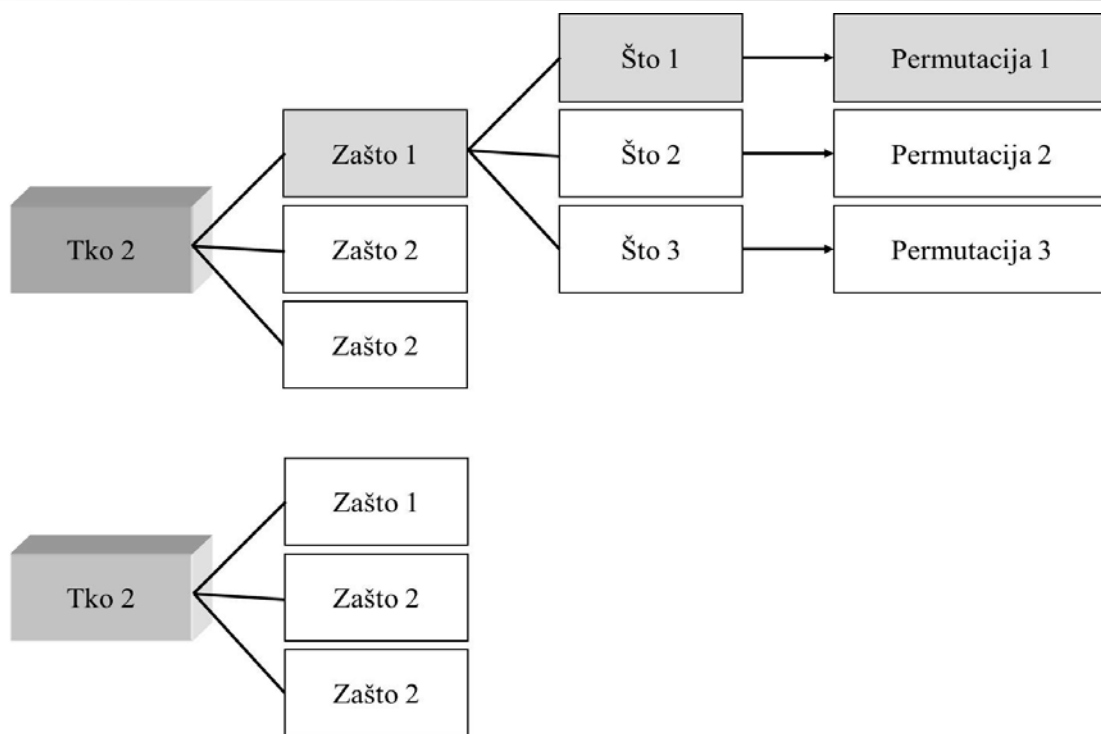 Što 1
Permutacija 1
Zašto 1
Što 2
Permutacija 2
Tko 2
Zašto 2
Što 3
Permutacija 3
Zašto 2
Zašto 1
Tko 2
Zašto 2
Zašto 2